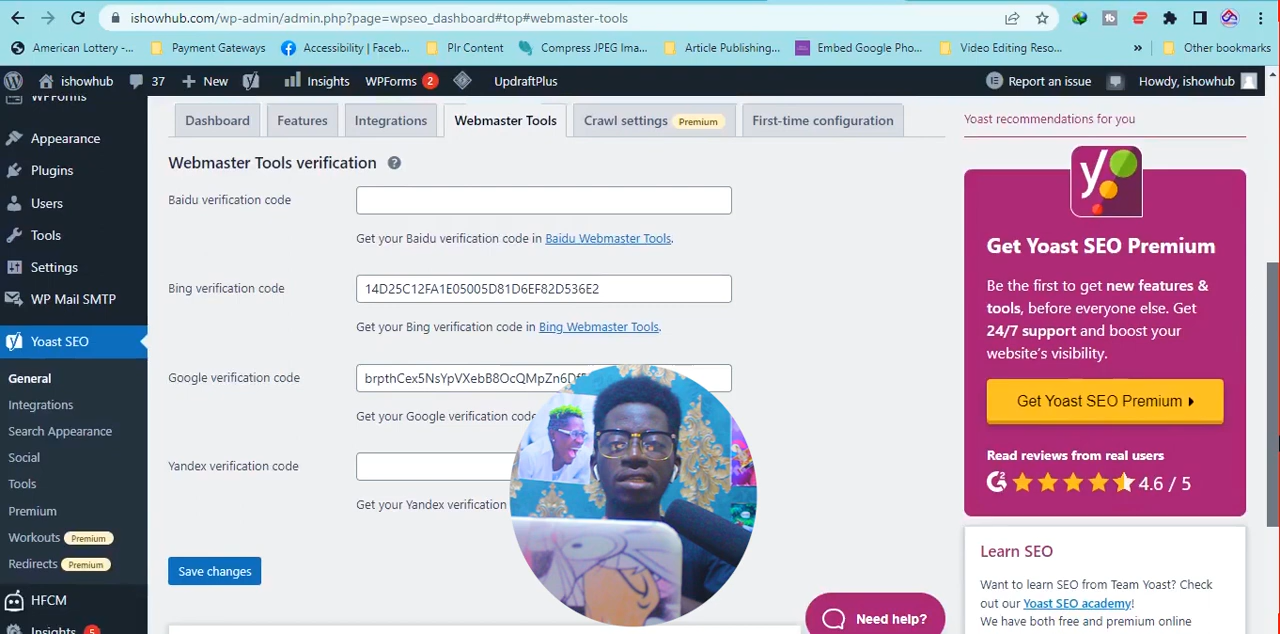 ishowhub.com/wp-admin/admin.php?page=wpseo_dashboard#top#webmaster-tools
American Lottery -... Payment Gateways Accessibility | Faceb... Plr Content Compress JPEG Ima... Article Publishing... Embed Google Pho... Video Editing Reso... » Other bookmarks
ishowhub 37 New Insights WPForms 2 UpdraftPlus Report an issue Howdy, ishowhub
WPForms
Appearance
Plugins
Users
Tools
Settings
WP Mail SMTP
Yoast SEO
General
Integrations
Search Appearance
Social
Tools
Premium
Workouts Premium
Redirects Premium
HFCM
Insights 5
Dashboard Features Integrations Webmaster Tools Crawl settings Premium First-time configuration
Webmaster Tools verification ?
Baidu verification code
Get your Baidu verification code in Baidu Webmaster Tools.
Bing verification code 14D25C12FA1E05005D81D6EF82D536E2
Get your Bing verification code in Bing Webmaster Tools.
Google verification code brpthCex5NsYpVXebB8OcQMpZn6Df
Get your Google verification code
Yandex verification code
Get your Yandex verification
Save changes
Need help?
Yoast recommendations for you
y
Get Yoast SEO Premium
Be the first to get new features &
tools, before everyone else. Get
24/7 support and boost your
website's visibility.
Get Yoast SEO Premium
Read reviews from real users
G2 4.6 / 5
Learn SEO
Want to learn SEO from Team Yoast? Check
out our Yoast SEO academy!
We have both free and premium online